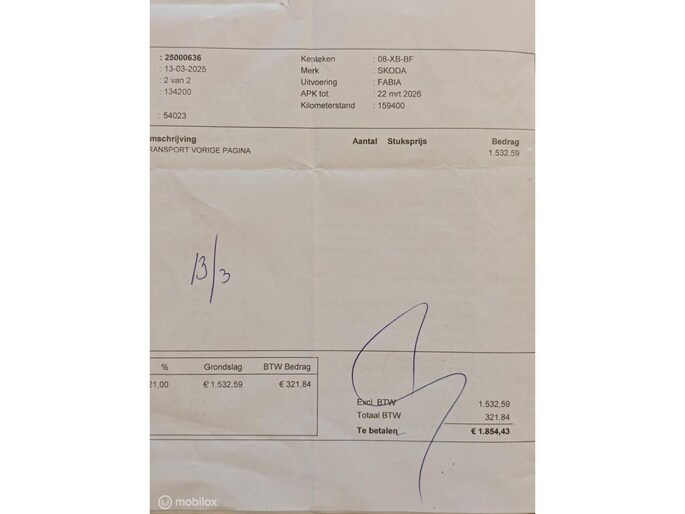 : 25000636
: 13-03-2025
: 2 van 2
: 134200
: 54023
Kenteken : 08-XB-BF
Merk : SKODA
Uitvoering : FABIA
APK tot : 22 mrt 2026
Kilometerstand : 159400
mschrijving Aantal Stuksprijs Bedrag
RANSPORT VORIGE PAGINA 1.532,59
13/3
% Grondslag BTW Bedrag
21,00 € 1.532,59 € 321,84
Excl. BTW 1.532,59
Totaal BTW 321,84
Te betalen € 1.854,43
mobilox